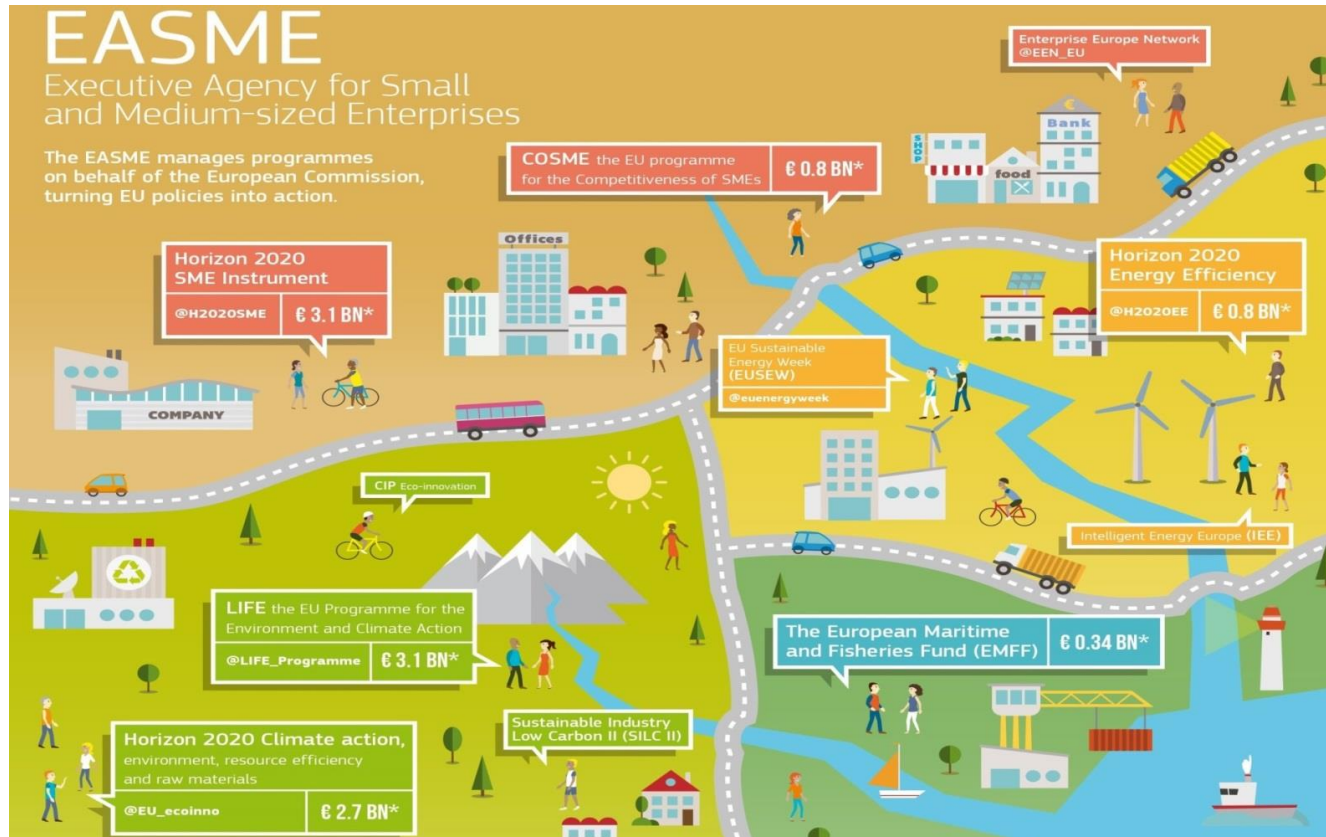 EASME
Executive Agency for Small
and Medium-sized Enterprises
The EASME manages programmes
on behalf of the European Commission,
turning EU policies into action.
Enterprise Europe Network
@EEN_EU
COSME the EU programme
for the Competitiveness of SMEs
€ 0.8 BN*
SHOP
food
Bank
Offices
Horizon 2020
SME Instrument
@H2020SME
€ 3.1 BN*
COMPANY
Horizon 2020
Energy Efficiency
@H2020EE
€ 0.8 BN*
EU Sustainable
Energy Week
(EUSEW)
@euenergyweek
CIP Eco-innovation
Intelligent Energy Europe (IEE)
LIFE the EU Programme for the
Environment and Climate Action
@LIFE_Programme
€ 3.1 BN*
The European Maritime
and Fisheries Fund (EMFF)
€ 0.34 BN*
Sustainable Industry
Low Carbon II (SILC II)
Horizon 2020 Climate action,
environment, resource efficiency
and raw materials
@EU_ecoinno
€ 2.7 BN*